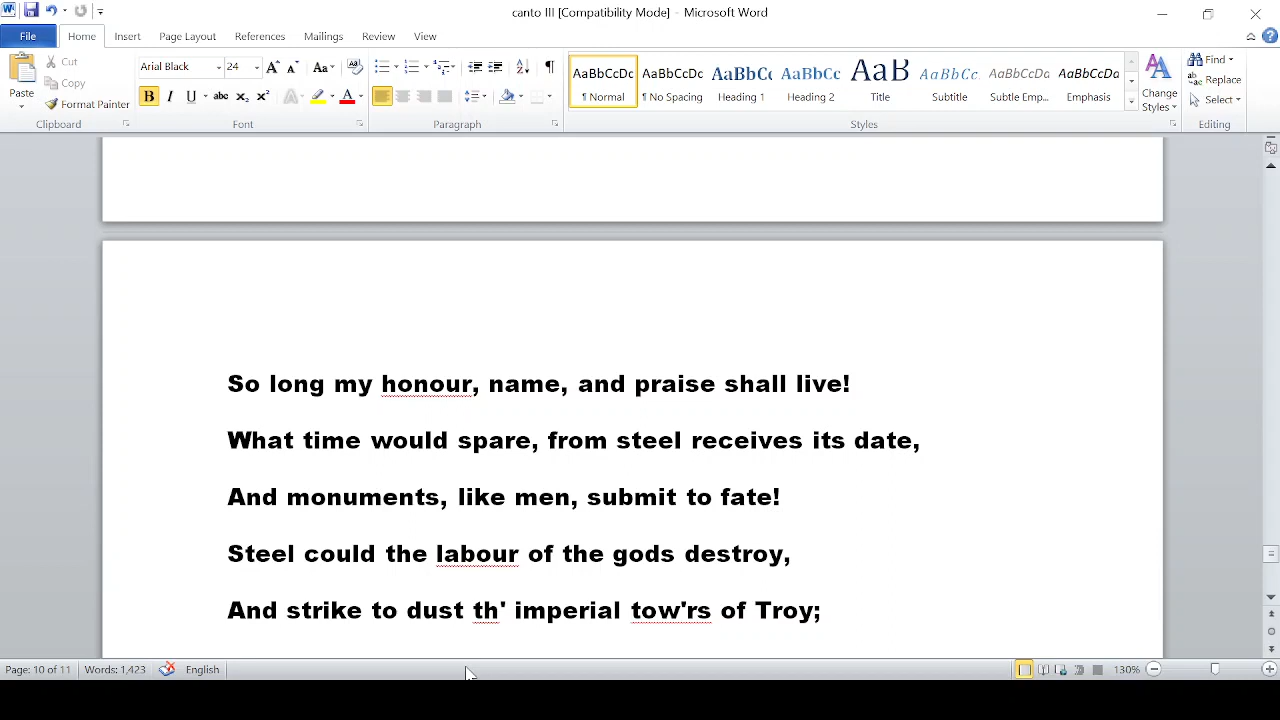 canto III [Compatibility Mode] - Microsoft Word
File Home Insert Page Layout References Mailings Review View
Paste
Cut
Copy
Format Painter
Clipboard
Arial Black 24
Font
Paragraph
AaBbCcDc AaBbCcDc AaBbC AaBbCc AaB AaBbCc. AaBbCcDc AaBbCcDa
¶ Normal ¶ No Spacing Heading 1 Heading 2 Title Subtitle Subtle Emp... Emphasis
Change Styles
Styles
Find
Replace
Select
Editing
So long my honour, name, and praise shall live!
What time would spare, from steel receives its date,
And monuments, like men, submit to fate!
Steel could the labour of the gods destroy,
And strike to dust th' imperial tow'rs of Troy;
Page: 10 of 11 Words: 1,423 English 130%